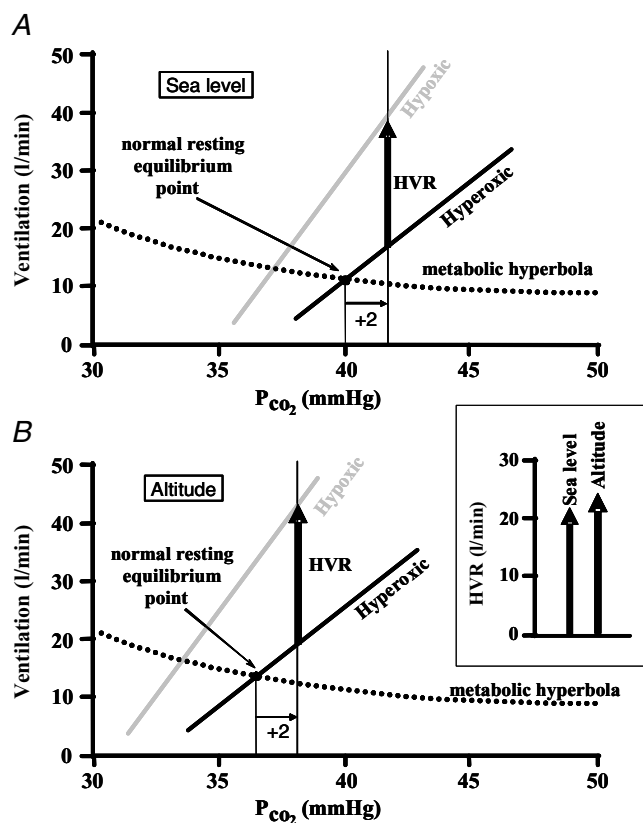 A
Sea level
Ventilation (l/min)
50
40
30
20
10
0
normal resting
equilibrium
point
Hypoxic
HVR
Hyperoxic
metabolic hyperbola
+2
30
35
40
45
50
PCO2 (mmHg)
B
Altitude
Ventilation (l/min)
50
40
30
20
10
0
normal resting
equilibrium
point
Hypoxic
HVR
Hyperoxic
metabolic hyperbola
+2
30
35
40
45
50
PCO2 (mmHg)
HVR (l/min)
30
20
10
0
Sea level
Altitude